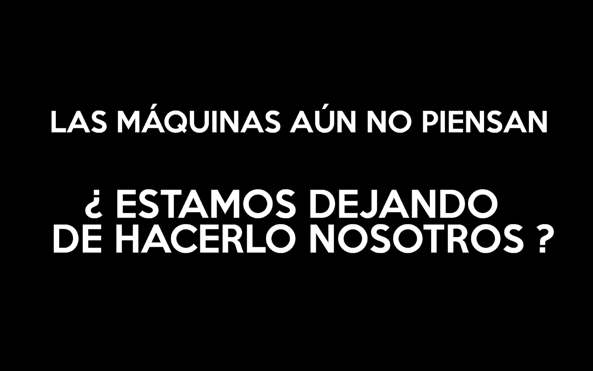 LAS MÁQUINAS AÚN NO PIENSAN
¿ ESTAMOS DEJANDO
DE HACERLO NOSOTROS ?